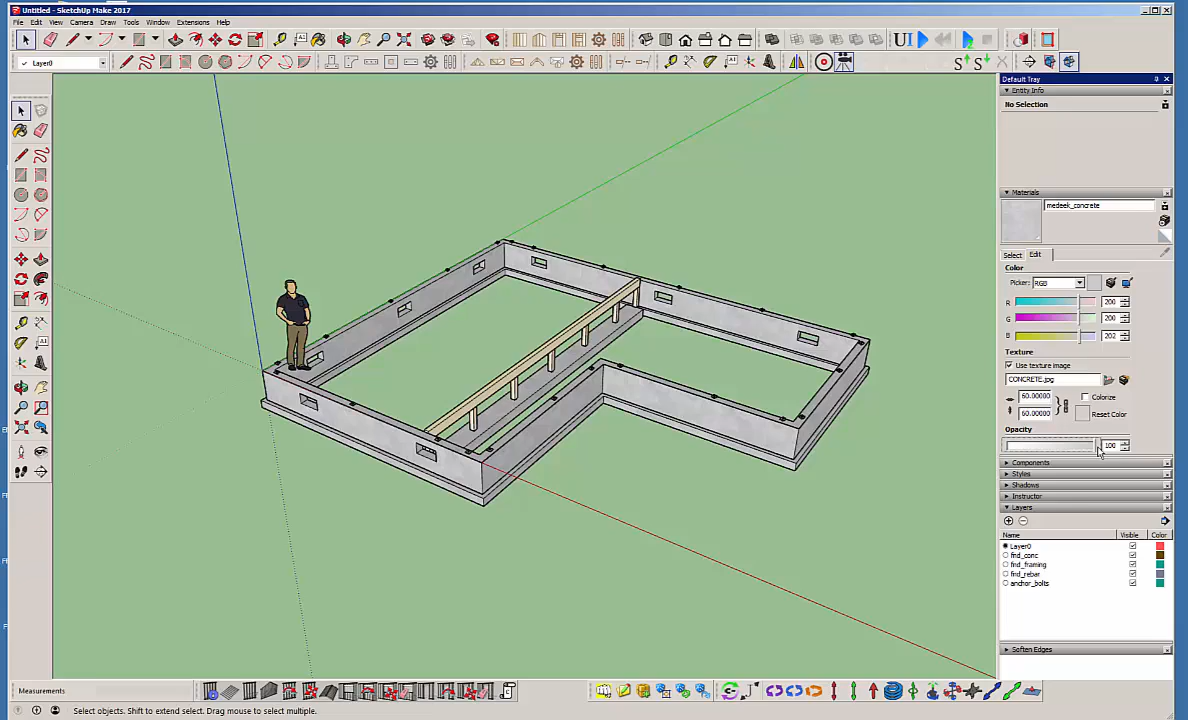 Untitled - SketchUp Make 2017
File Edit View Camera Draw Tools Window Extensions Help
Layer0
Default Tray
Entity Info
No Selection
Materials
medeek_concrete
Select Edit
Color
Picker: RGB
R 200
G 200
B 202
Texture
Use texture image
CONCRETE.jpg
60.00000 Colorize
60.00000 Reset Color
Opacity
100
Components
Styles
Shadows
Instructor
Layers
Name Visible Color
Layer0
fnd_conc
fnd_framing
fnd_rebar
anchor_bolts
Soften Edges
Measurements
Select objects. Shift to extend select. Drag mouse to select multiple.